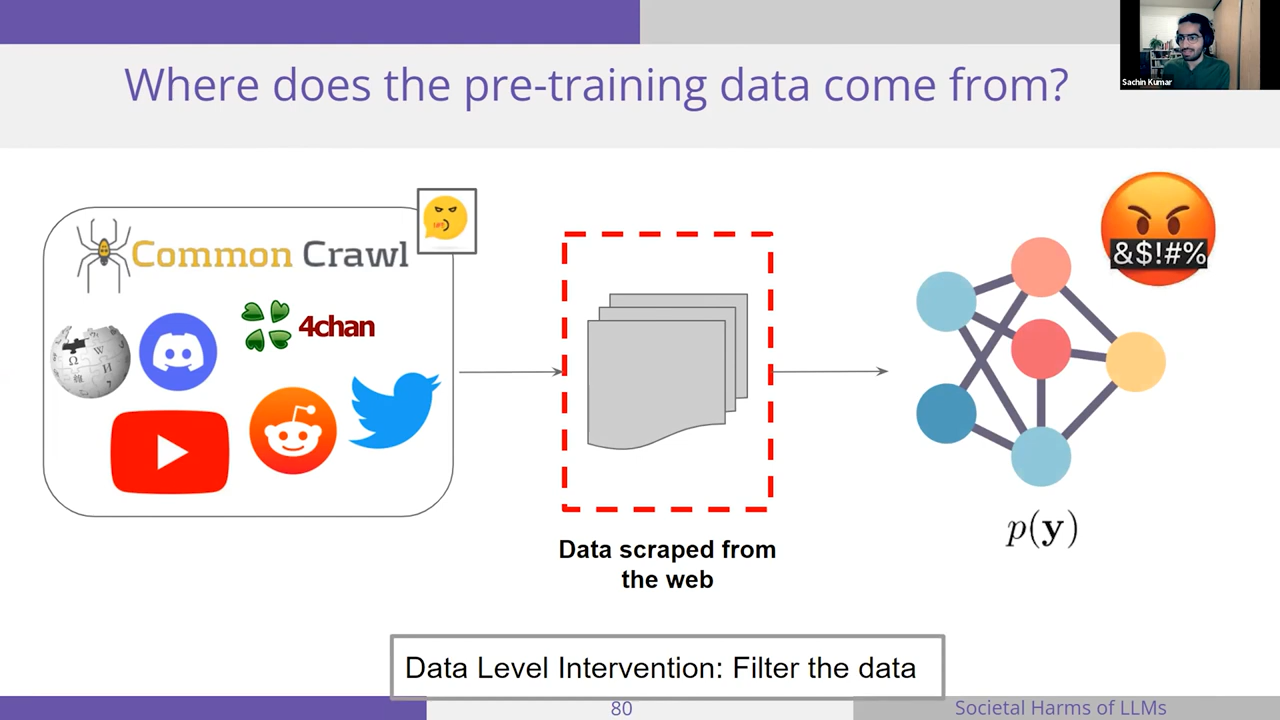 Where does the pre-training data come from?
Sachin Kumar
Common Crawl
4chan
&$!#%
Data scraped from
the web
p(y)
Data Level Intervention: Filter the data
80
Societal Harms of LLMs